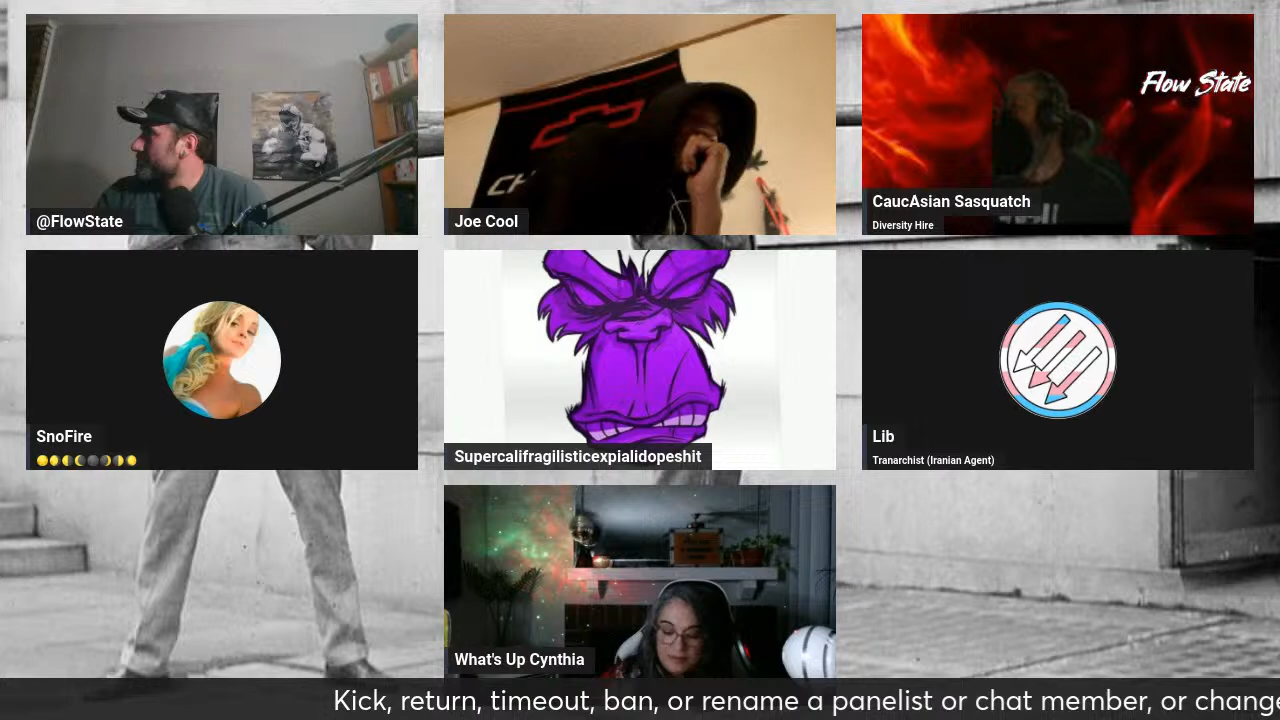 Flow State
@FlowState
CH
Joe Cool
CaucAsian Sasquatch
Diversity Hire
SnoFire
Supercalifragilisticexpialidopeshit
Lib
Tranarchist (Iranian Agent)
What's Up Cynthia
Kick, return, timeout, ban, or rename a panelist or chat member, or change